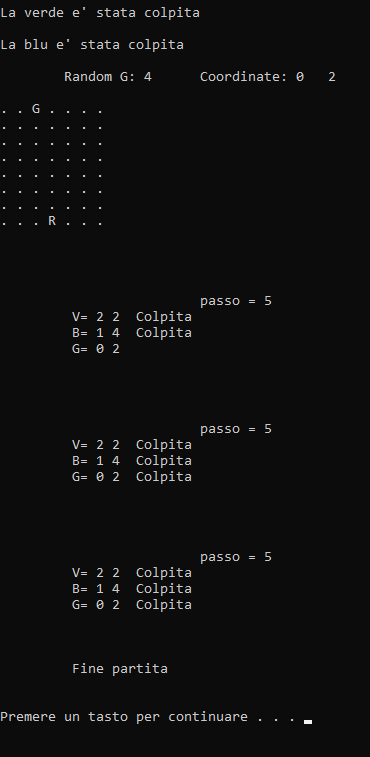 La verde e' stata colpita
La blu e' stata colpita
Random G: 4 Coordinate: 0 2
. . G . . . .
. . . . . . .
. . . . . . .
. . . . . . .
. . . . . . .
. . . . . . .
. . . . . . .
. . . R . . .
passo = 5
V= 2 2 Colpita
B= 1 4 Colpita
G= 0 2
passo = 5
V= 2 2 Colpita
B= 1 4 Colpita
G= 0 2 Colpita
passo = 5
V= 2 2 Colpita
B= 1 4 Colpita
G= 0 2 Colpita
Fine partita
Premere un tasto per continuare . . .